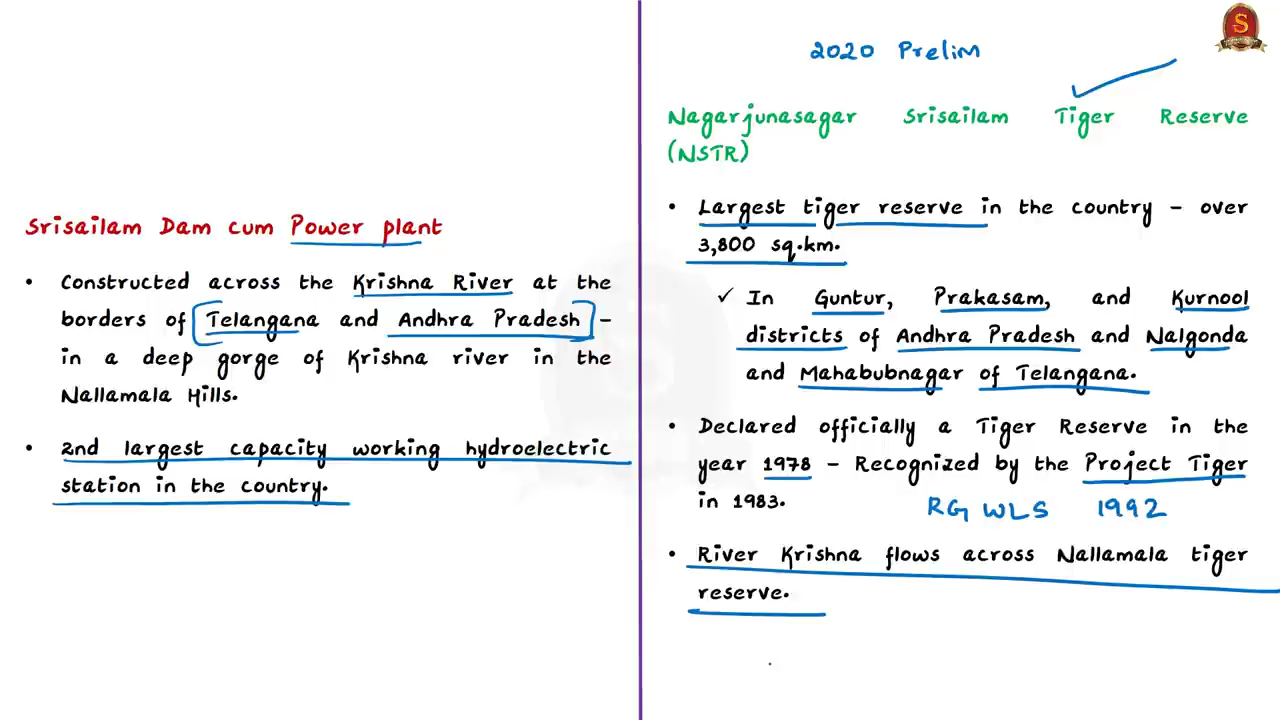 Srisailam Dam cum Power plant
• Constructed across the Krishna River at the
borders of Telangana and Andhra Pradesh –
in a deep gorge of Krishna river in the
Nallamala Hills.
• 2nd largest capacity working hydroelectric
station in the country.
2020 Prelim
S
Nagarjunasagar Srisailam Tiger Reserve
(NSTR)
• Largest tiger reserve in the country – over
3,800 sq.km.
✓ In Guntur, Prakasam, and Kurnool
districts of Andhra Pradesh and Nalgonda
and Mahabubnagar of Telangana.
• Declared officially a Tiger Reserve in the
year 1978 – Recognized by the Project Tiger
in 1983.
RG WLS 1992
• River Krishna flows across Nallamala tiger
reserve.